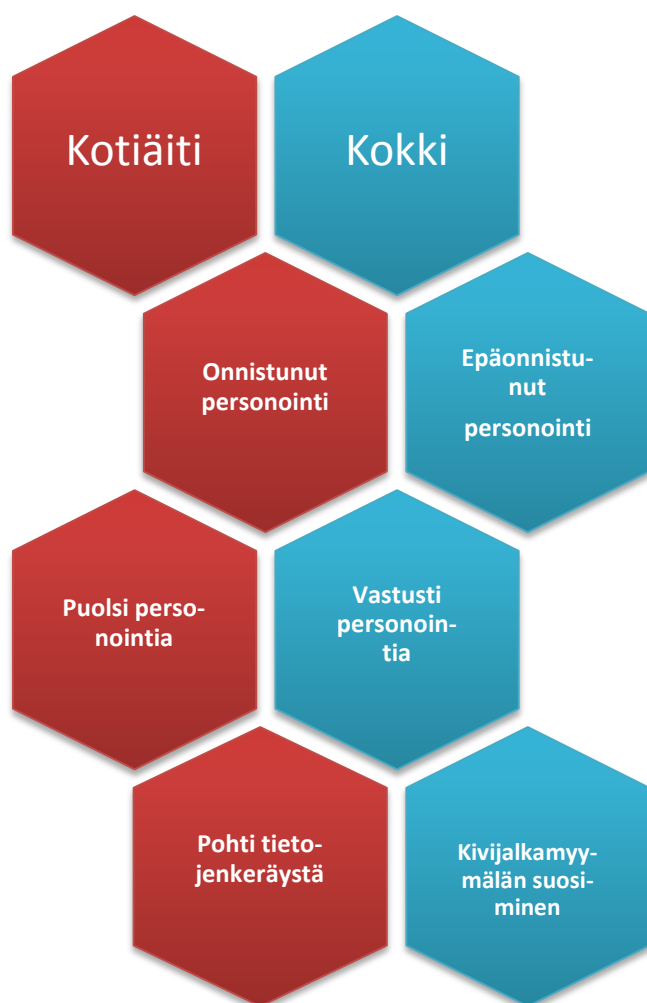 Kotiäiti
Kokki
Onnistunut
personointi
Epäonnistu-
nut
personointi
Puolsi perso-
nointia
Vastusti
personoin-
tia
Pohti tieto-
jenkeräystä
Kivijalkamyy-
mälän suosi-
minen